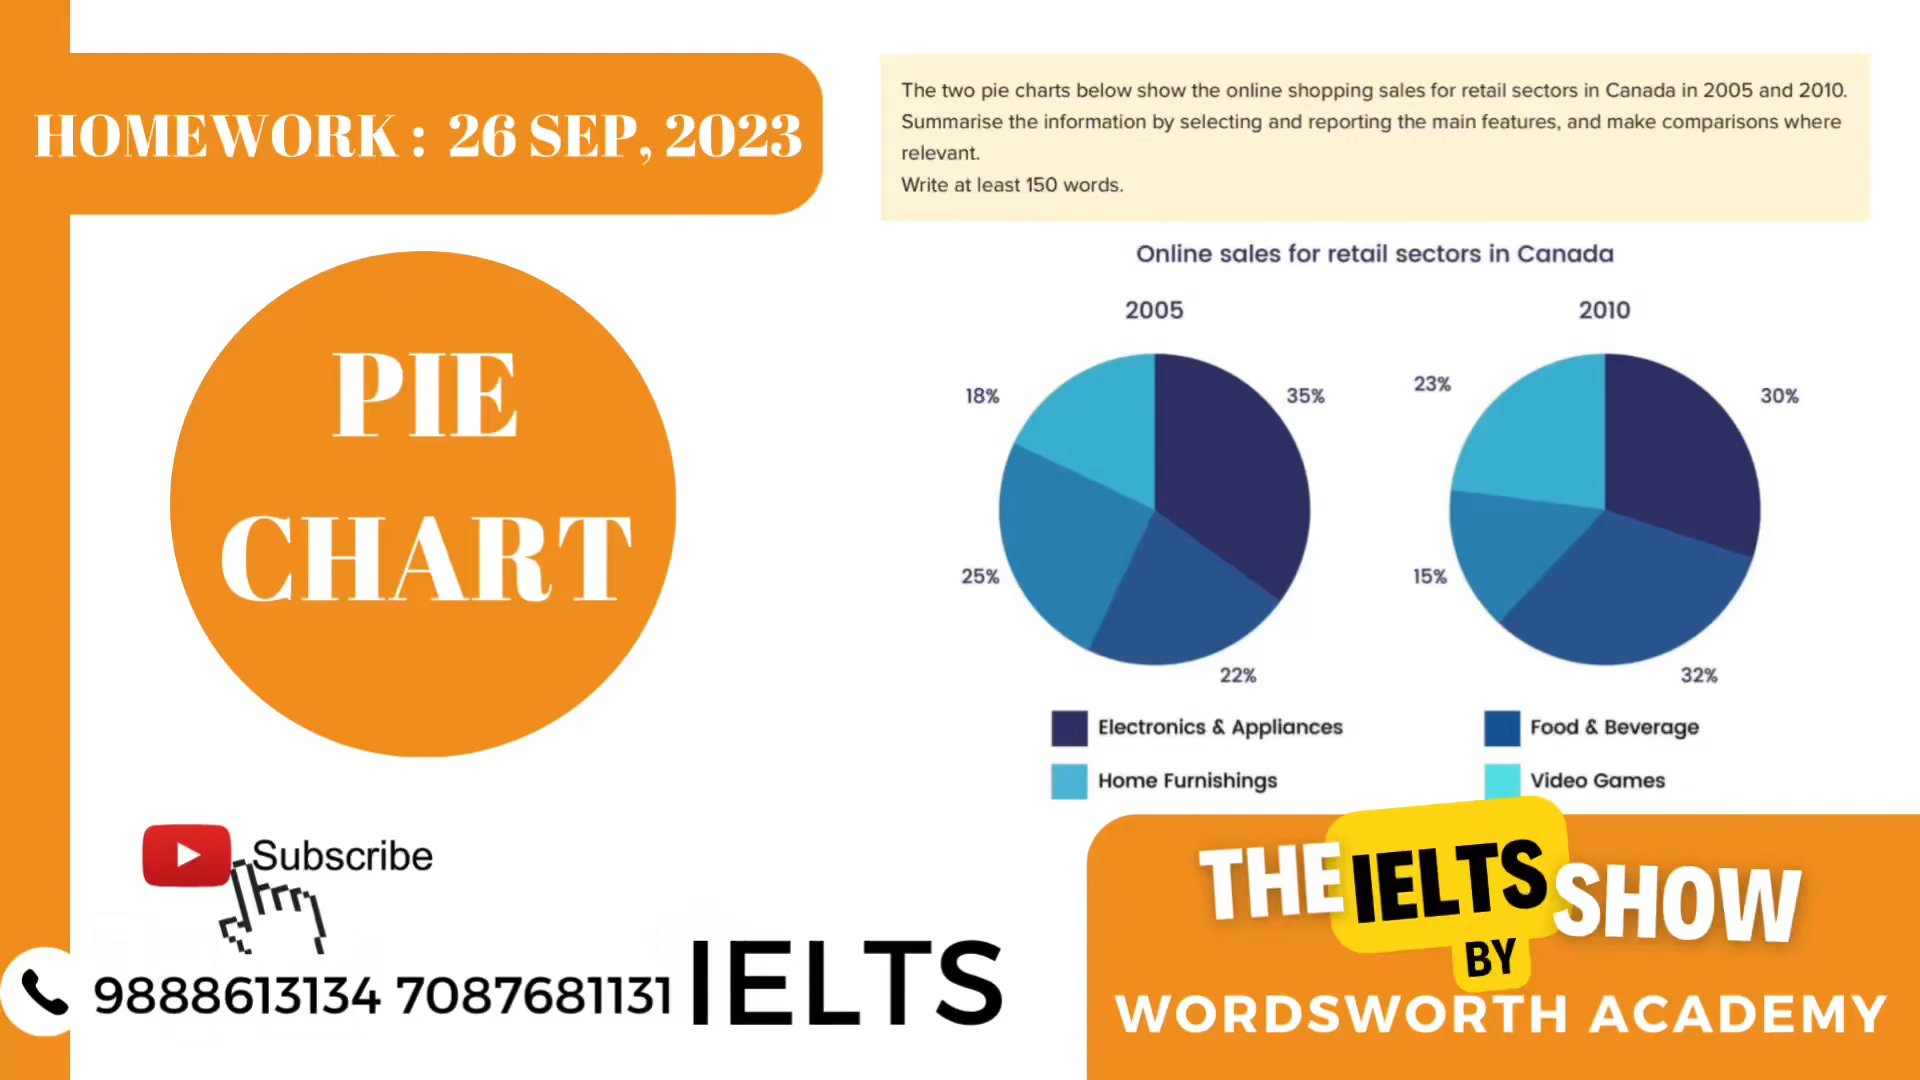 HOMEWORK : 26 SEP, 2023
PIE
CHART
The two pie charts below show the online shopping sales for retail sectors in Canada in 2005 and 2010.
Summarise the information by selecting and reporting the main features, and make comparisons where
relevant.
Write at least 150 words.
Online sales for retail sectors in Canada
2005
2010
18%
35%
25%
22%
23%
30%
15%
32%
Electronics & Appliances
Food & Beverage
Home Furnishings
Video Games
Subscribe
9888613134 7087681131
IELTS
THE IELTS SHOW
BY
WORDSWORTH ACADEMY